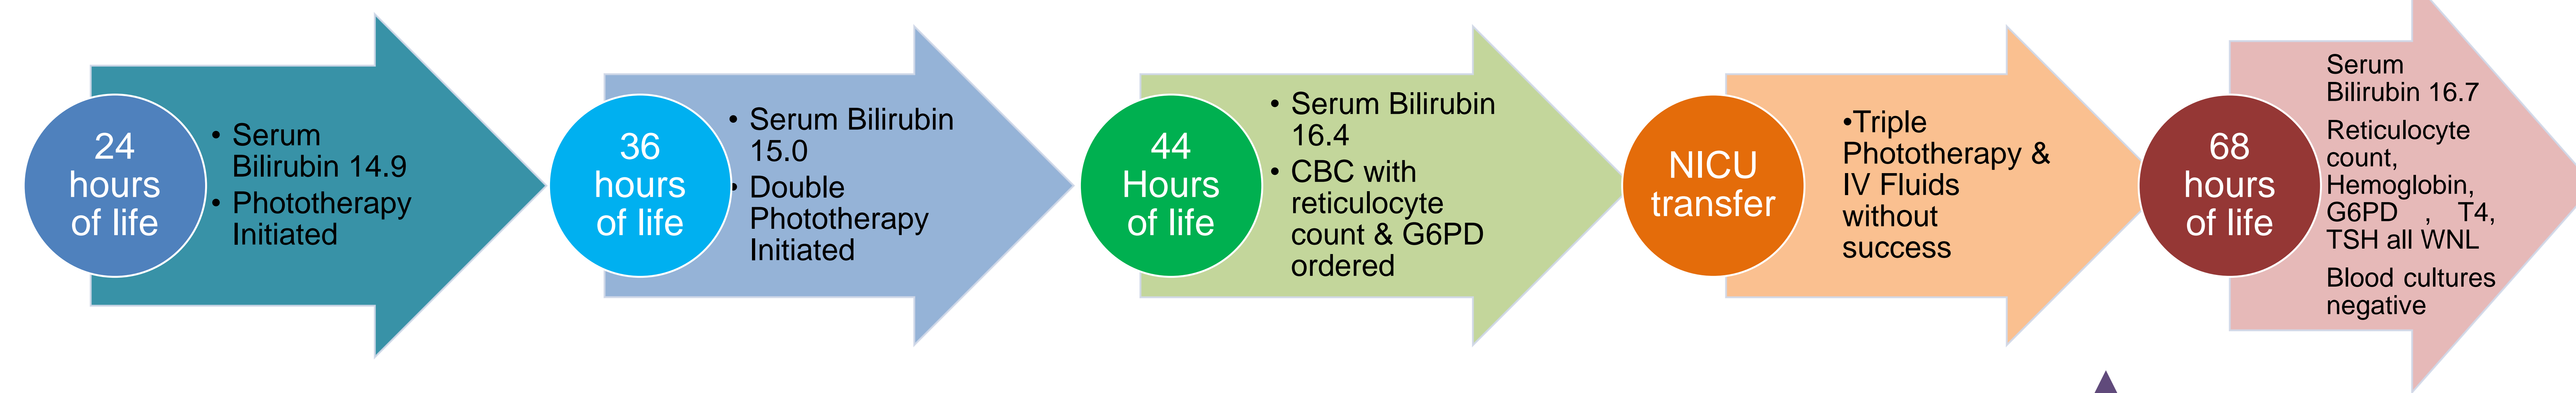 24
hours
of life
• Serum
Bilirubin 14.9
• Phototherapy
Initiated
36
hours
of life
• Serum Bilirubin
15.0
• Double
Phototherapy
Initiated
44
Hours
of life
• Serum Bilirubin
16.4
• CBC with
reticulocyte
count & G6PD
ordered
NICU
transfer
•Triple
Phototherapy &
IV Fluids
without
success
68
hours
of life
Serum
Bilirubin 16.7
Reticulocyte
count,
Hemoglobin,
G6PD , T4,
TSH all WNL
Blood cultures
negative